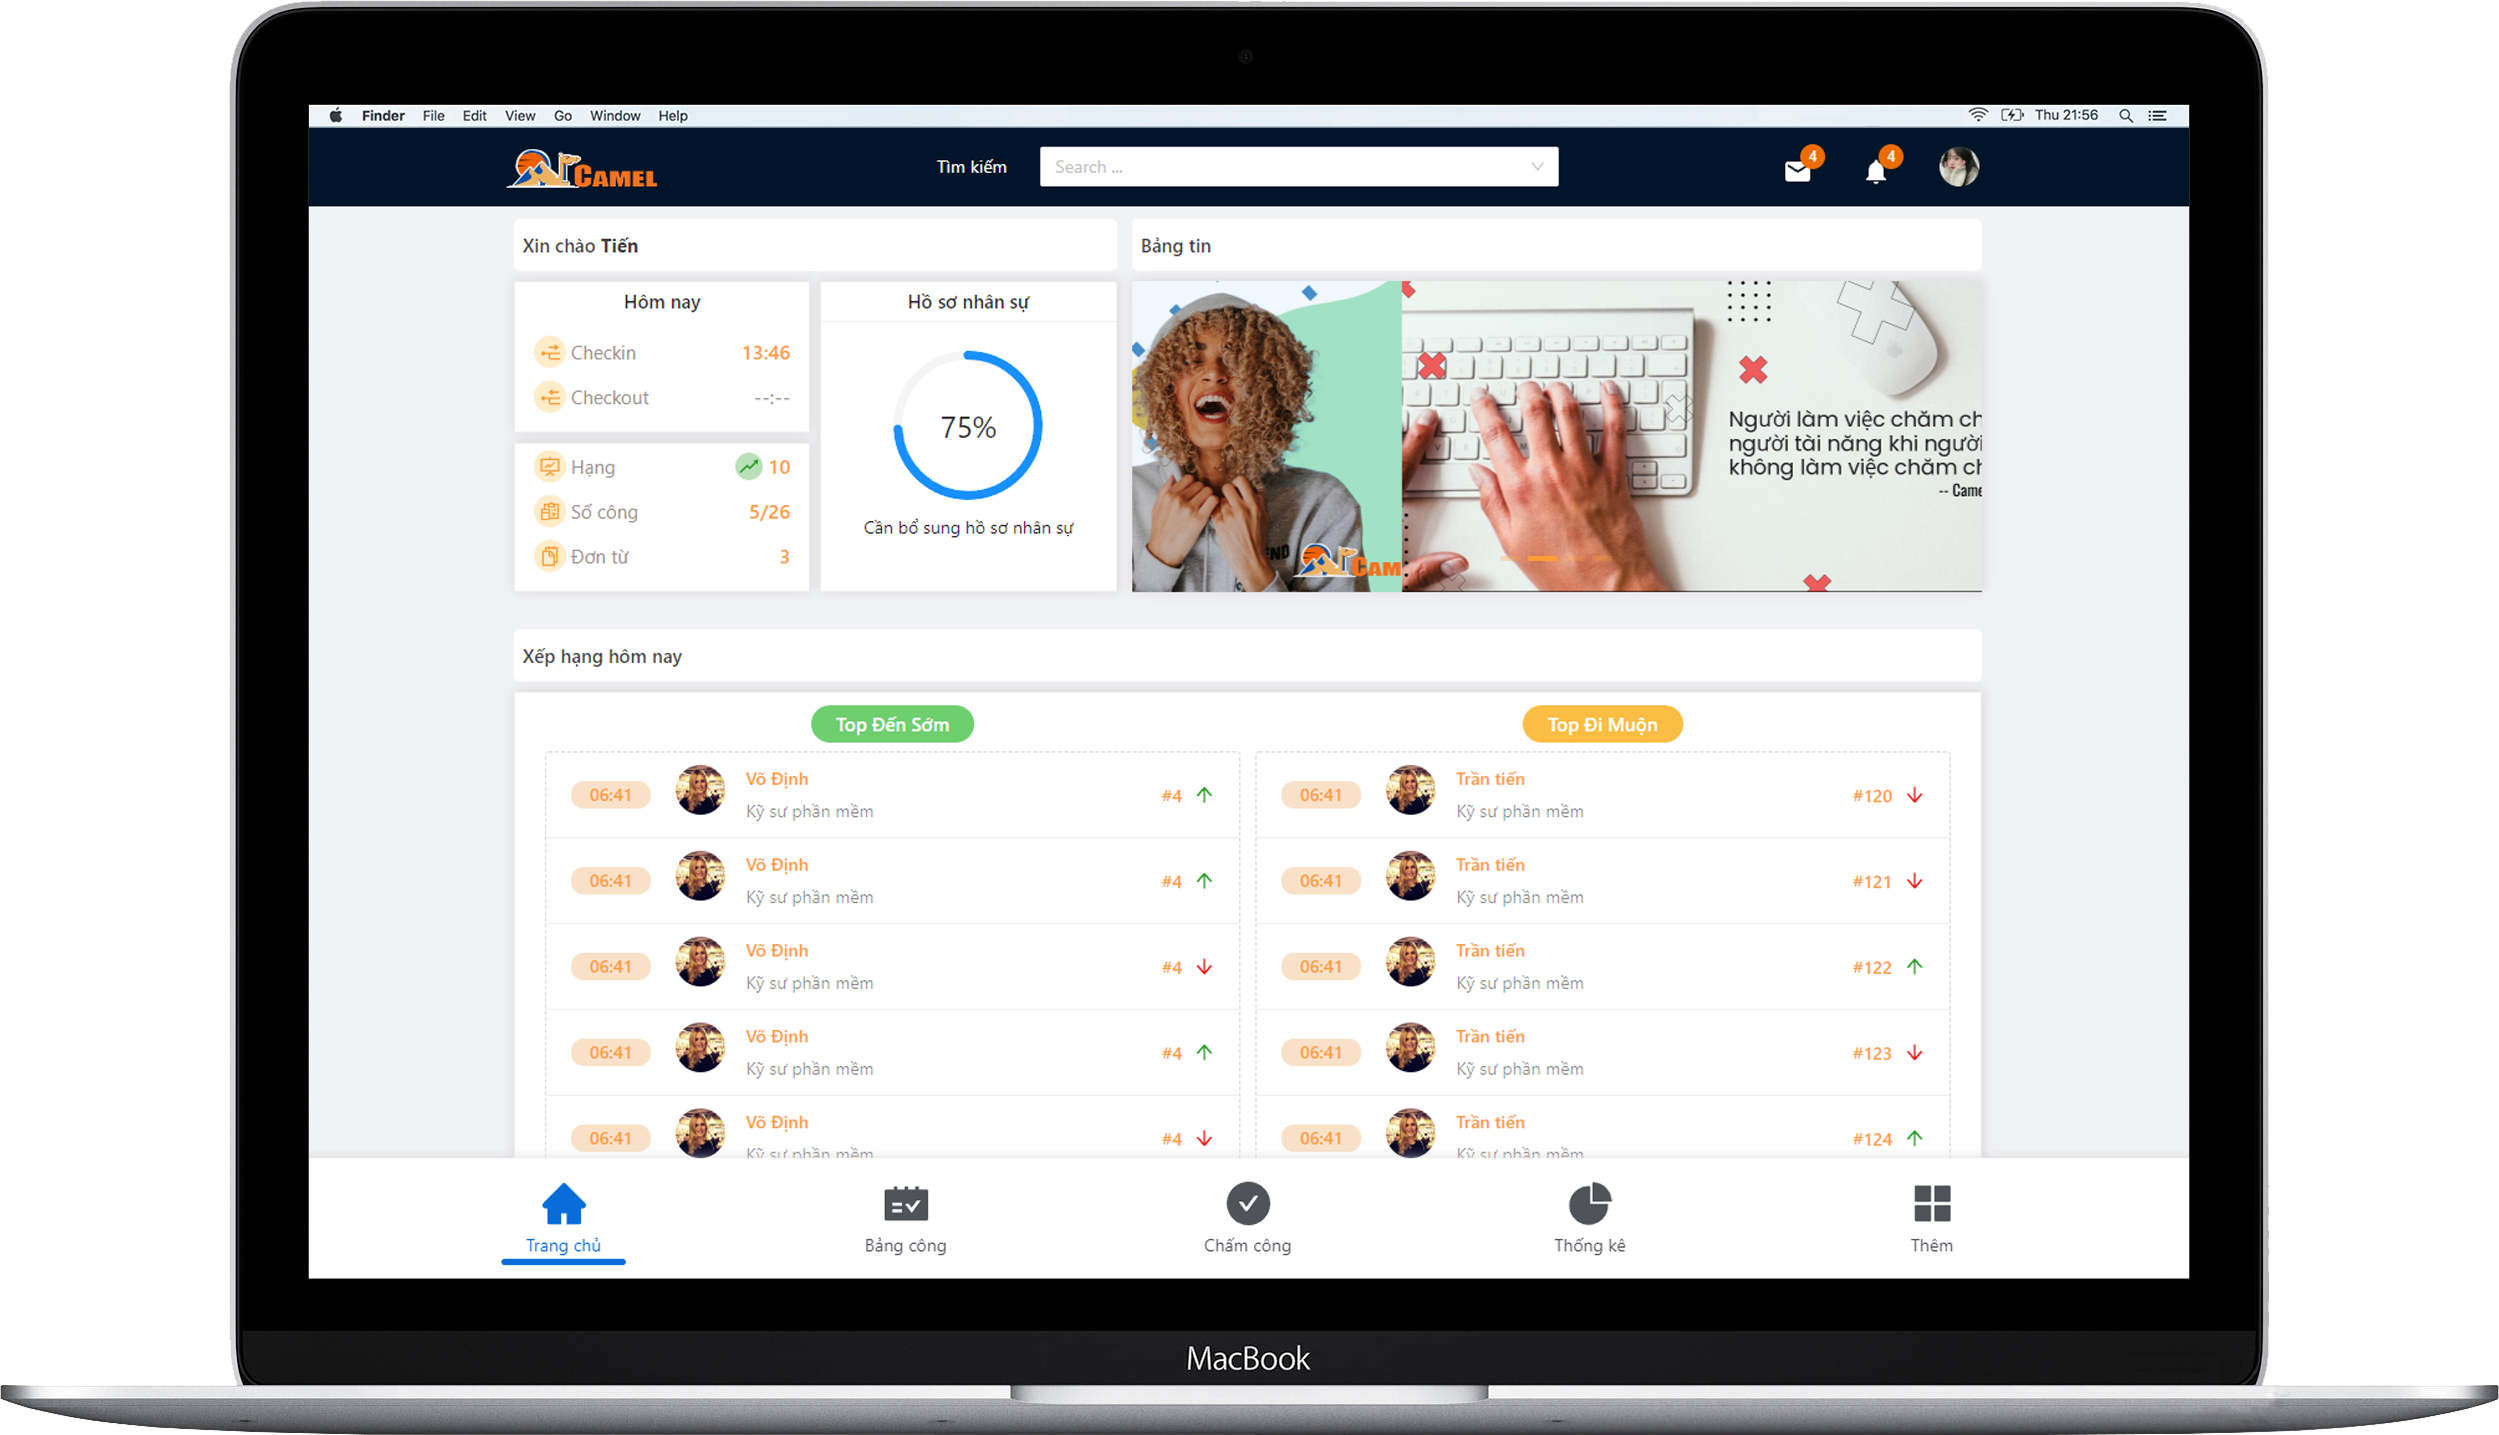 Finder File Edit View Go Window Help
Thu 21:56
CAMEL
Tìm kiếm
Search ...
4
4
Xin chào Tiến
Bảng tin
Hôm nay
Checkin 13:46
Checkout --:--
Hạng 10
Số công 5/26
Đơn từ 3
Hồ sơ nhân sự
75%
Cần bổ sung hồ sơ nhân sự
CAM
Người làm việc chăm ch
người tài năng khi người
không làm việc chăm ch
-- Came
Xếp hạng hôm nay
Top Đến Sớm
06:41 Võ Định #4
Kỹ sư phần mềm
06:41 Võ Định #4
Kỹ sư phần mềm
06:41 Võ Định #4
Kỹ sư phần mềm
06:41 Võ Định #4
Kỹ sư phần mềm
06:41 Võ Định #4
Kỹ sư phần mềm
Top Đi Muộn
06:41 Trần tiến #120
Kỹ sư phần mềm
06:41 Trần tiến #121
Kỹ sư phần mềm
06:41 Trần tiến #122
Kỹ sư phần mềm
06:41 Trần tiến #123
Kỹ sư phần mềm
06:41 Trần tiến #124
Kỹ sư phần mềm
Trang chủ
Bảng công
Chấm công
Thống kê
Thêm
MacBook